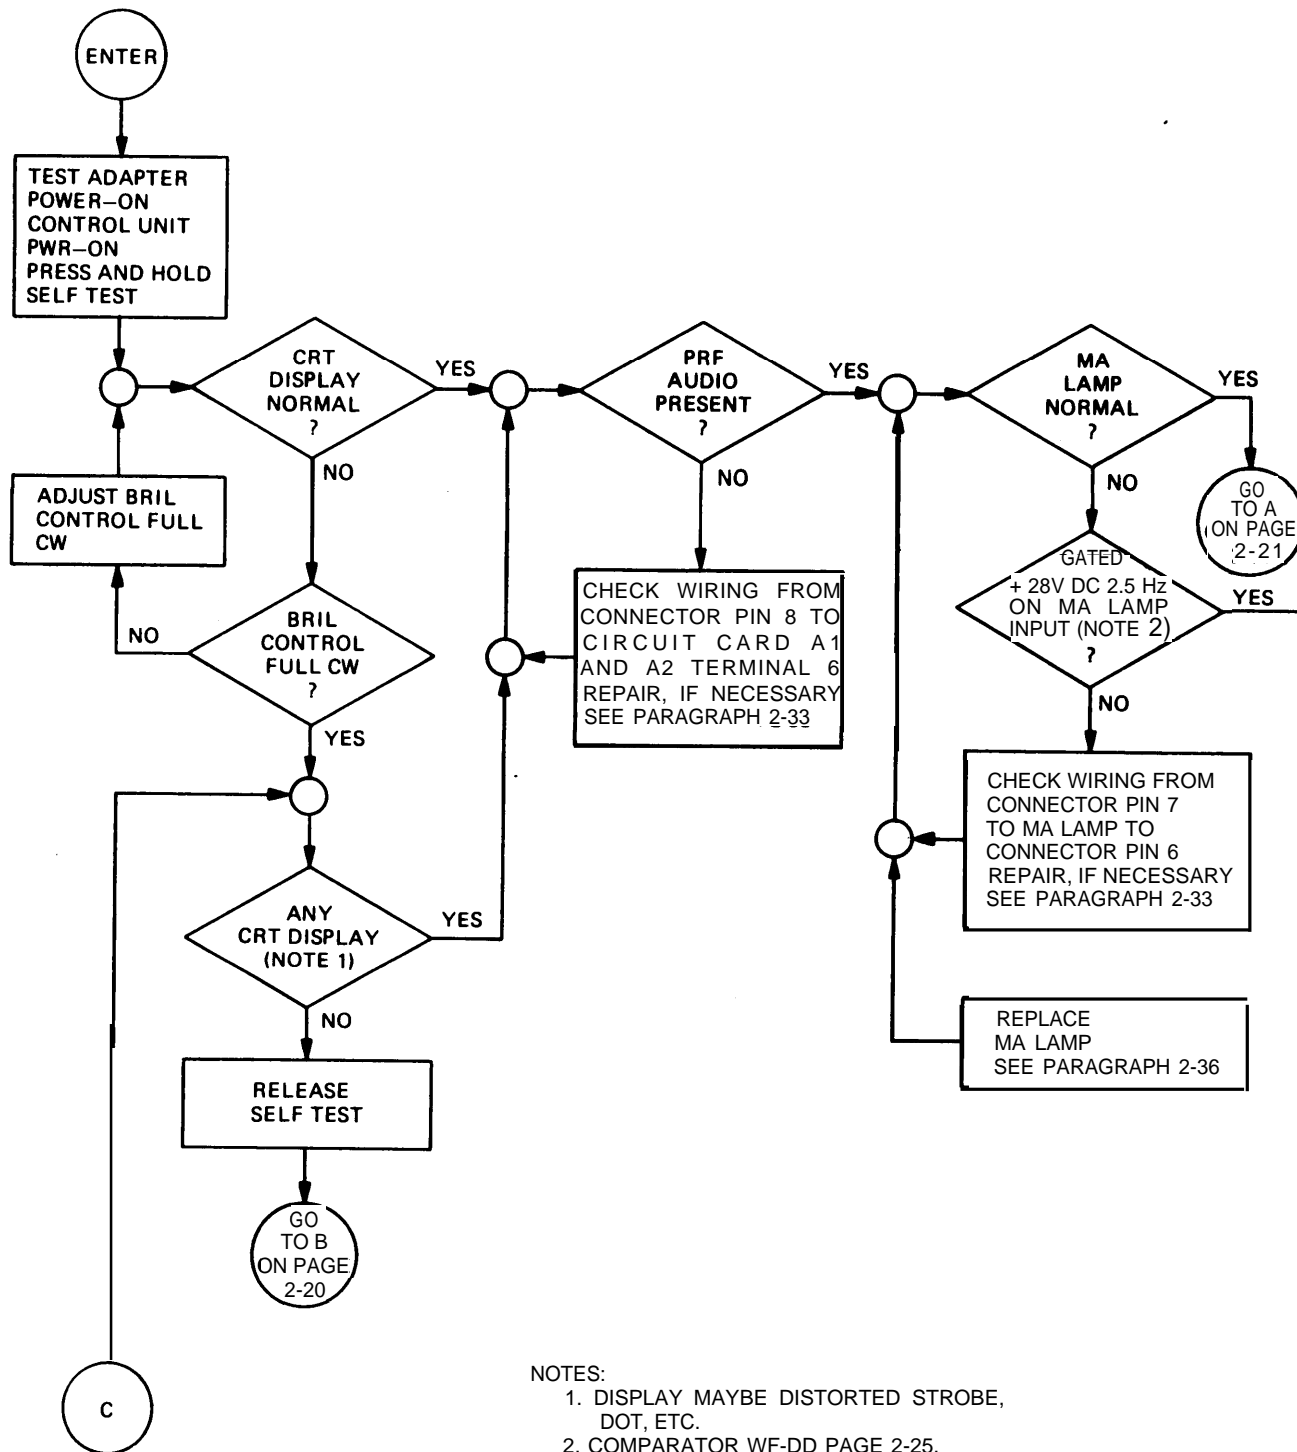 ENTER
TEST ADAPTER
POWER—ON
CONTROL UNIT
PWR—ON
PRESS AND HOLD
SELF TEST
CRT
DISPLAY
NORMAL
?
YES
NO
ADJUST BRIL
CONTROL FULL
CW
BRIL
CONTROL
FULL CW
?
NO
YES
ANY
CRT DISPLAY
(NOTE 1)
YES
NO
RELEASE
SELF TEST
GO
TO B
ON PAGE
2-20
C
PRF
AUDIO
PRESENT
?
YES
NO
CHECK WIRING FROM
CONNECTOR PIN 8 TO
CIRCUIT CARD A1
AND A2 TERMINAL 6
REPAIR, IF NECESSARY
SEE PARAGRAPH 2-33
MA
LAMP
NORMAL
?
YES
NO
GO
TO A
ON PAGE
2-21
GATED
+ 28V DC 2.5 Hz
ON MA LAMP
INPUT (NOTE 2)
?
YES
NO
CHECK WIRING FROM
CONNECTOR PIN 7
TO MA LAMP TO
CONNECTOR PIN 6
REPAIR, IF NECESSARY
SEE PARAGRAPH 2-33
REPLACE
MA LAMP
SEE PARAGRAPH 2-36
NOTES:
1. DISPLAY MAYBE DISTORTED STROBE,
DOT, ETC.
2. COMPARATOR WF-DD PAGE 2-25.